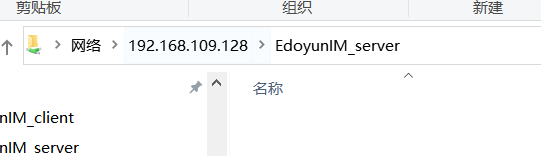 剪贴板 组织 新建
网络 192.168.109.128 EdoyunIM_server
名称
nIM_client
nIM_server